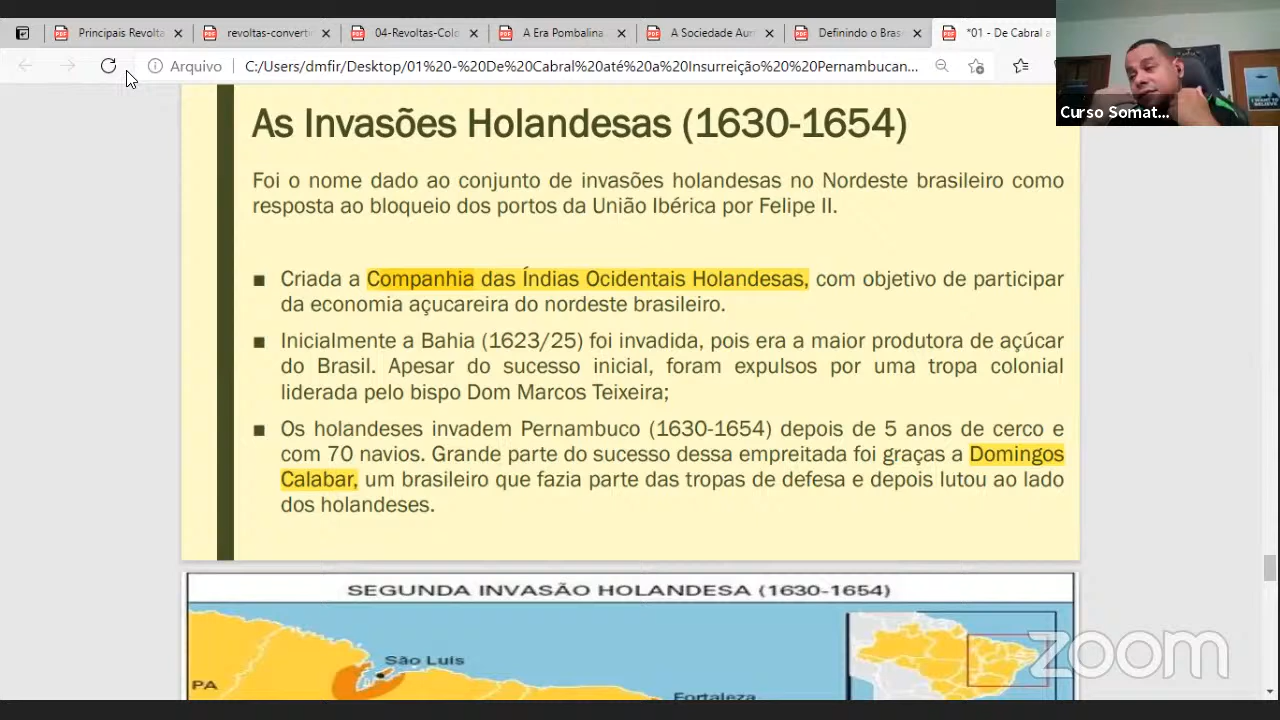 Principais Revolta
revoltas-converti
04-Revoltas-Colo
A Era Pombalina
A Sociedade Aur
Definindo o Bras
*01 - De Cabral a
Arquivo
C:/Users/dmfir/Desktop/01%20-%20De%20Cabral%20até%20a%20Insurreição%20%20Pernambucan...
Curso Somat...
I WANT TO BELIEVE
As Invasões Holandesas (1630-1654)
Foi o nome dado ao conjunto de invasões holandesas no Nordeste brasileiro como
resposta ao bloqueio dos portos da União Ibérica por Felipe II.
■ Criada a Companhia das Índias Ocidentais Holandesas, com objetivo de participar
da economia açucareira do nordeste brasileiro.
■ Inicialmente a Bahia (1623/25) foi invadida, pois era a maior produtora de açúcar
do Brasil. Apesar do sucesso inicial, foram expulsos por uma tropa colonial
liderada pelo bispo Dom Marcos Teixeira;
■ Os holandeses invadem Pernambuco (1630-1654) depois de 5 anos de cerco e
com 70 navios. Grande parte do sucesso dessa empreitada foi graças a Domingos
Calabar, um brasileiro que fazia parte das tropas de defesa e depois lutou ao lado
dos holandeses.
SEGUNDA INVASÃO HOLANDESA (1630-1654)
São Luís
PA
Fortaleza
zoom